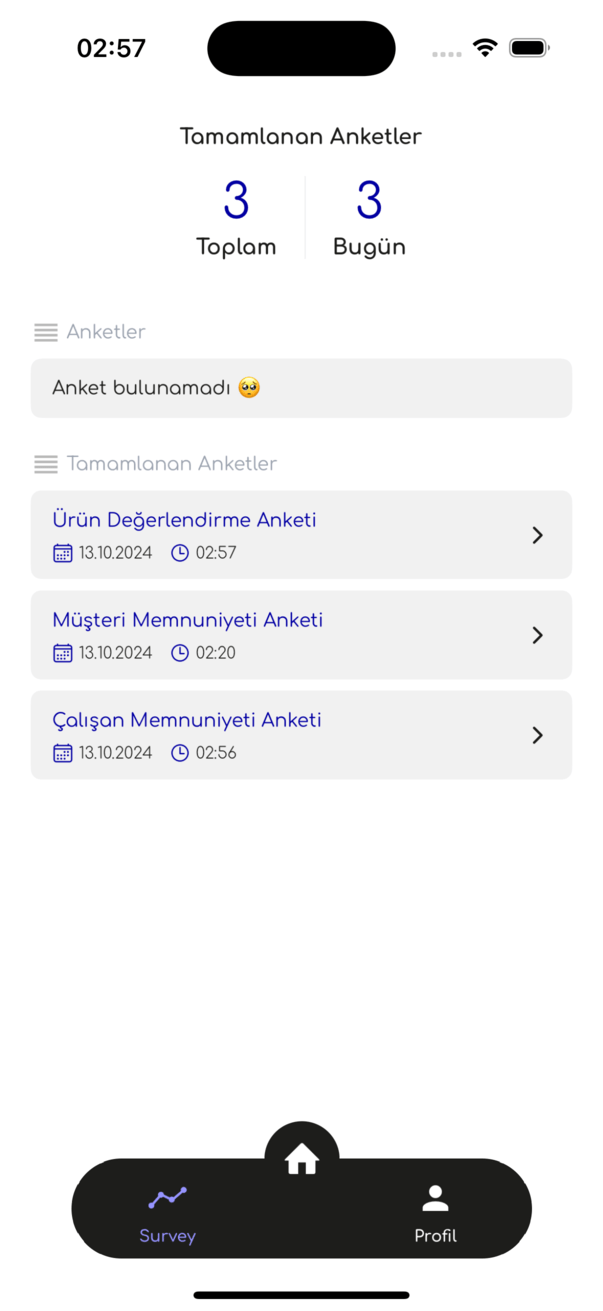 02:57
Tamamlanan Anketler
3
Toplam
3
Bugün
Anketler
Anket bulunamadı 🥺
Tamamlanan Anketler
Ürün Değerlendirme Anketi
13.10.2024 02:57
Müşteri Memnuniyeti Anketi
13.10.2024 02:20
Çalışan Memnuniyeti Anketi
13.10.2024 02:56
Survey
Profil